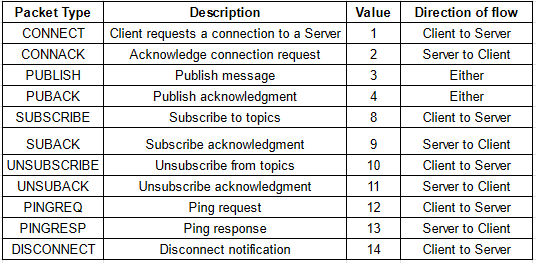 Packet Type Description Value Direction of flow
CONNECT Client requests a connection to a Server 1 Client to Server
CONNACK Acknowledge connection request 2 Server to Client
PUBLISH Publish message 3 Either
PUBACK Publish acknowledgment 4 Either
SUBSCRIBE Subscribe to topics 8 Client to Server
SUBACK Subscribe acknowledgment 9 Server to Client
UNSUBSCRIBE Unsubscribe from topics 10 Client to Server
UNSUBACK Unsubscribe acknowledgment 11 Server to Client
PINGREQ Ping request 12 Client to Server
PINGRESP Ping response 13 Server to Client
DISCONNECT Disconnect notification 14 Client to Server